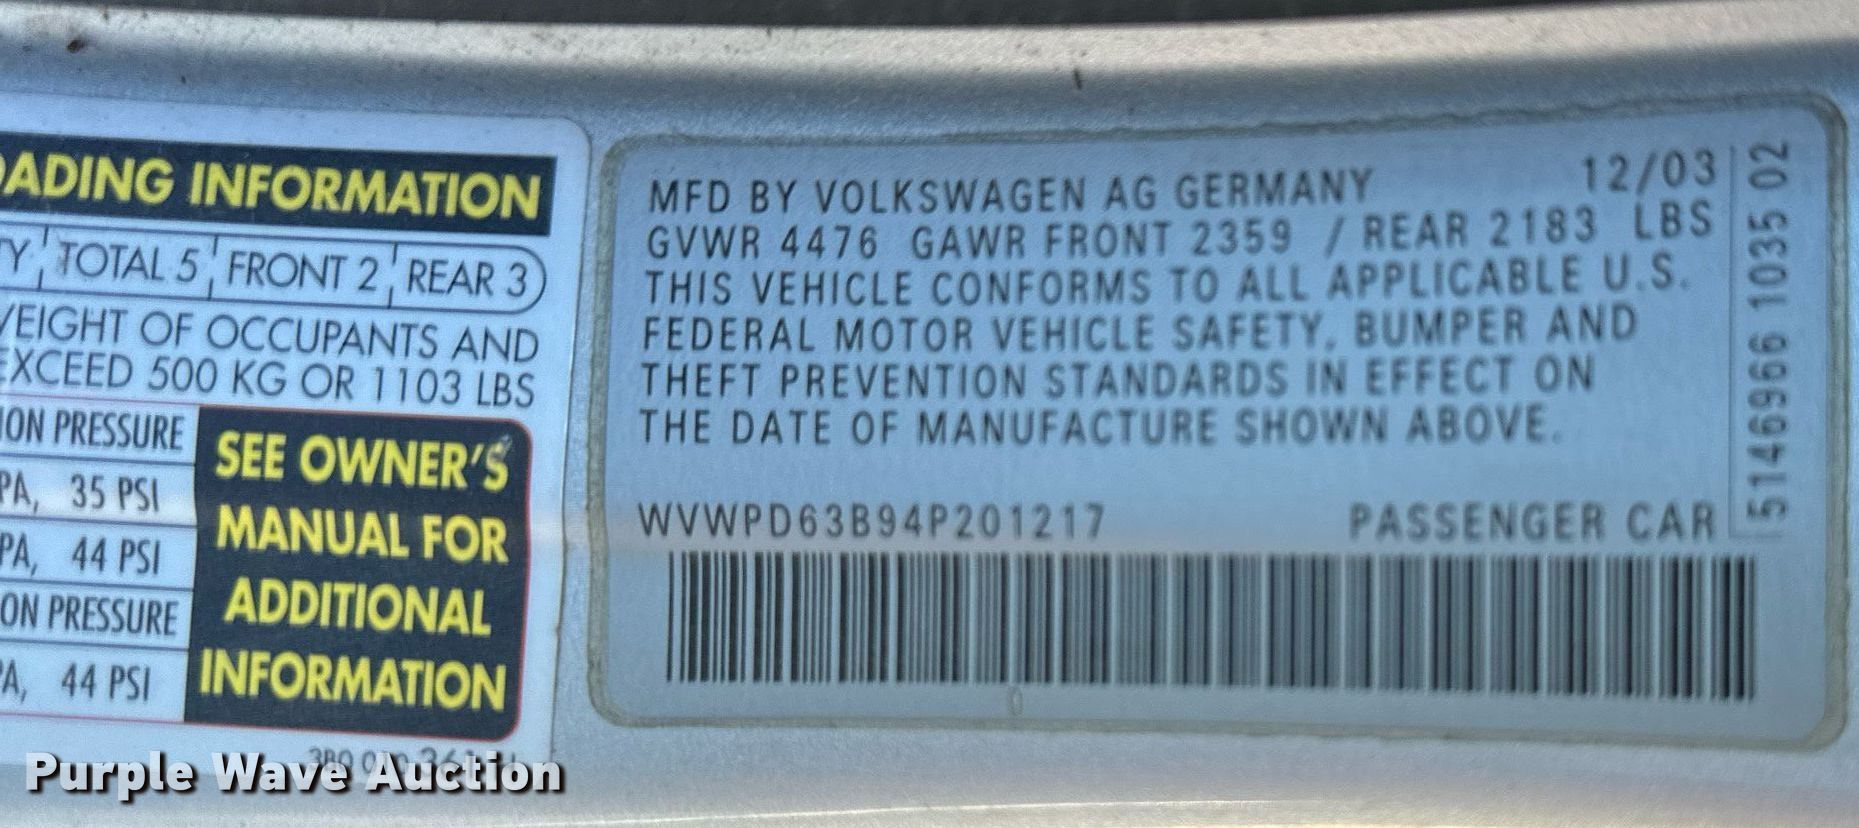 ADING INFORMATION
TY TOTAL 5 FRONT 2 REAR 3
WEIGHT OF OCCUPANTS AND
EXCEED 500 KG OR 1103 LBS
ION PRESSURE
PA, 35 PSI
PA, 44 PSI
ON PRESSURE
PA, 44 PSI
SEE OWNER'S
MANUAL FOR
ADDITIONAL
INFORMATION
MFD BY VOLKSWAGEN AG GERMANY 12/03
GVWR 4476 GAWR FRONT 2359 / REAR 2183 LBS
THIS VEHICLE CONFORMS TO ALL APPLICABLE U.S.
FEDERAL MOTOR VEHICLE SAFETY, BUMPER AND
THEFT PREVENTION STANDARDS IN EFFECT ON
THE DATE OF MANUFACTURE SHOWN ABOVE.
WVWPD63B94P201217 PASSENGER CAR
5146966 1035 02
Purple Wave Auction